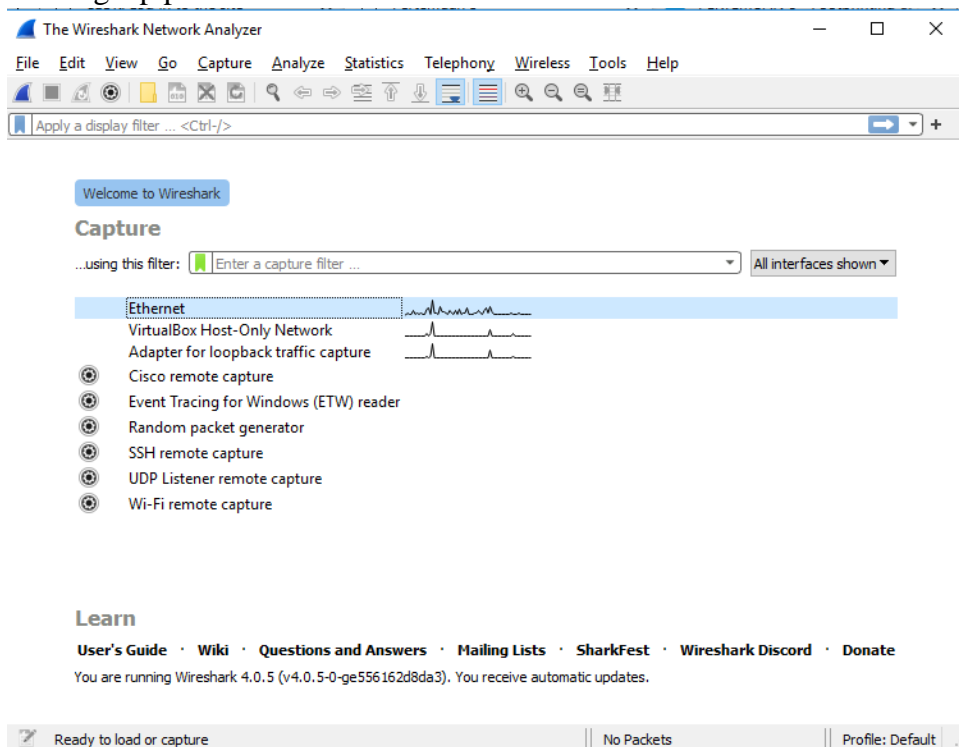 The Wireshark Network Analyzer
File Edit View Go Capture Analyze Statistics Telephony Wireless Tools Help
Apply a display filter ... <Ctrl-/>
Welcome to Wireshark
Capture
...using this filter: Enter a capture filter ... All interfaces shown
Ethernet
VirtualBox Host-Only Network
Adapter for loopback traffic capture
Cisco remote capture
Event Tracing for Windows (ETW) reader
Random packet generator
SSH remote capture
UDP Listener remote capture
Wi-Fi remote capture
Learn
User's Guide · Wiki · Questions and Answers · Mailing Lists · SharkFest · Wireshark Discord · Donate
You are running Wireshark 4.0.5 (v4.0.5-0-ge556162d8da3). You receive automatic updates.
Ready to load or capture No Packets Profile: Default